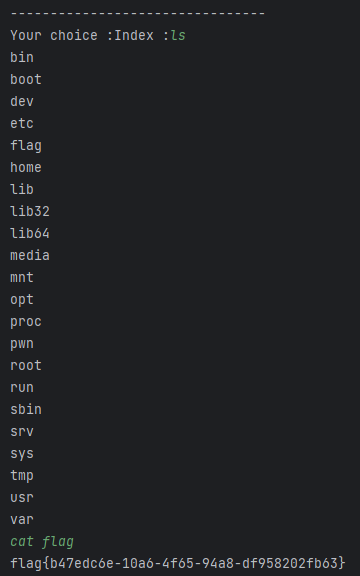 --------------------------------
Your choice :Index :ls
bin
boot
dev
etc
flag
home
lib
lib32
lib64
media
mnt
opt
proc
pwn
root
run
sbin
srv
sys
tmp
usr
var
cat flag
flag{b47edc6e-10a6-4f65-94a8-df958202fb63}